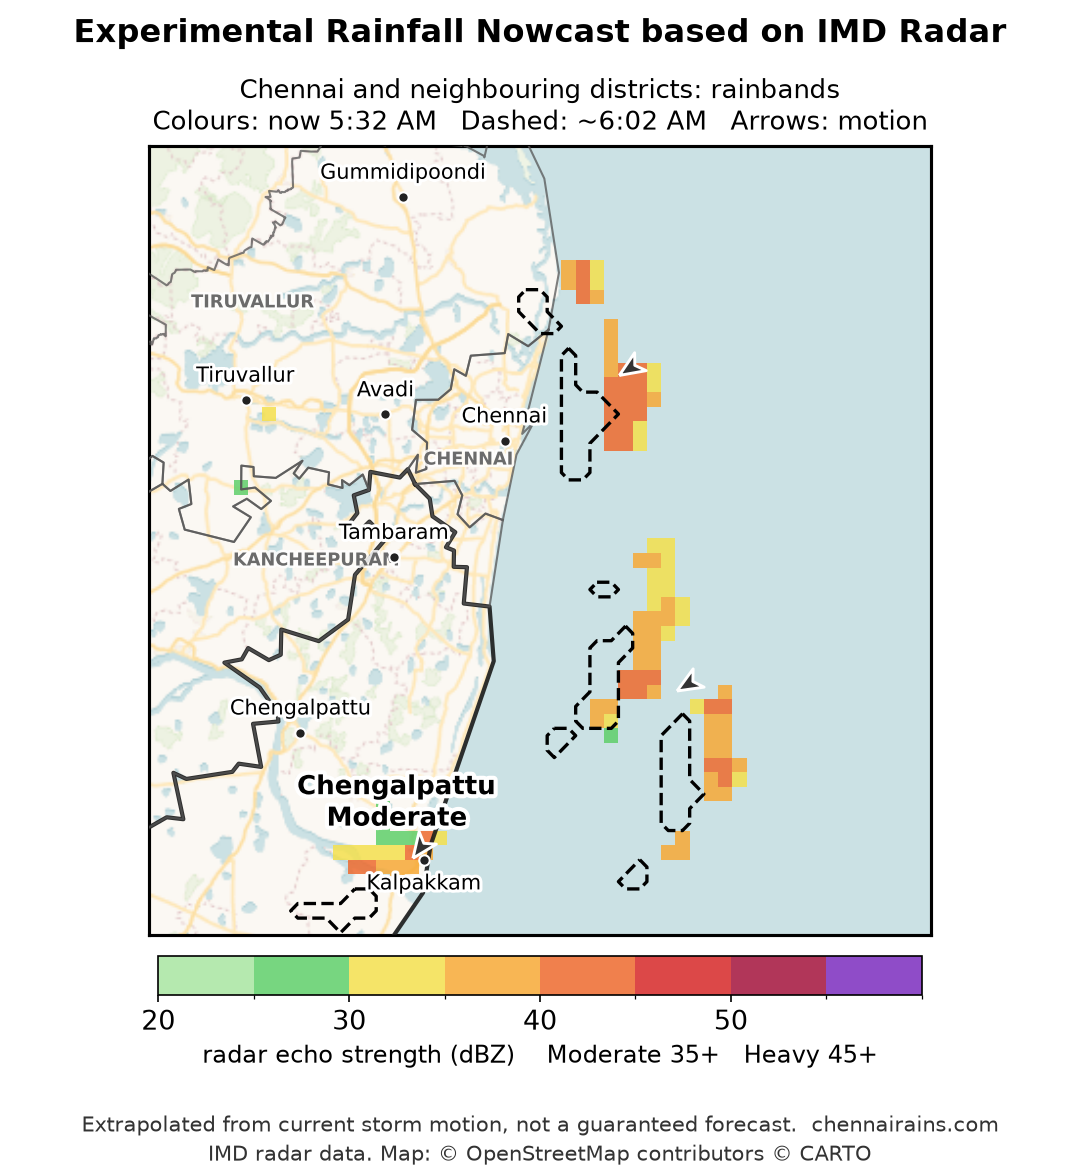 Experimental Rainfall Nowcast based on IMD Radar
Chennai and neighbouring districts: rainbands
Colours: now 5:32 AM   Dashed: ~6:02 AM   Arrows: motion
Gummidipoondi
TIRUVALLUR
Tiruvallur
Avadi
Chennai
CHENNAI
Tambaram
KANCHEEPURAM
Chengalpattu
Chengalpattu
Moderate
Kalpakkam
20 30 40 50
radar echo strength (dBZ)    Moderate 35+   Heavy 45+
Extrapolated from current storm motion, not a guaranteed forecast.  chennairains.com
IMD radar data. Map: © OpenStreetMap contributors © CARTO